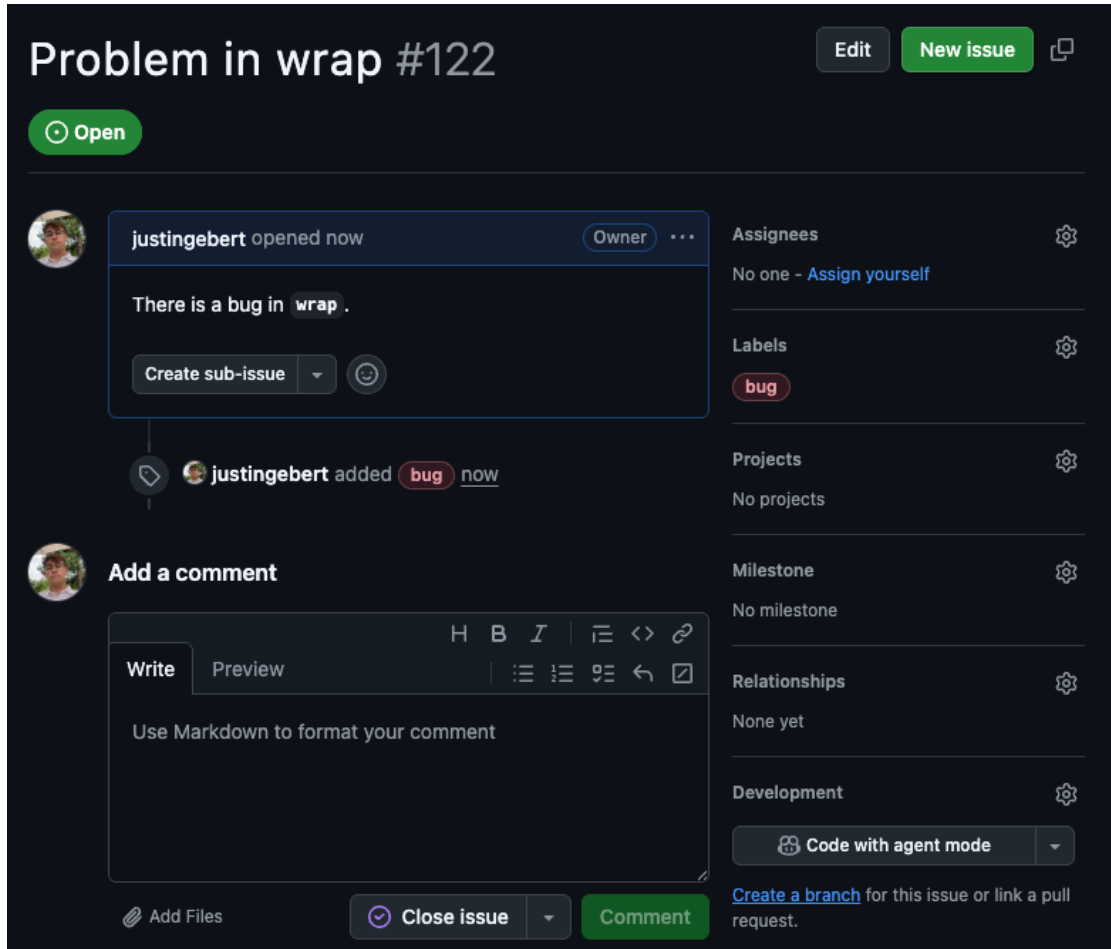 Problem in wrap #122
Edit
New issue
Open
justingebert opened now
Owner
There is a bug in wrap.
Create sub-issue
justingebert added bug now
Add a comment
H B I
Write
Preview
Use Markdown to format your comment
Add Files
Close issue
Comment
Assignees
No one - Assign yourself
Labels
bug
Projects
No projects
Milestone
No milestone
Relationships
None yet
Development
Code with agent mode
Create a branch for this issue or link a pull
request.